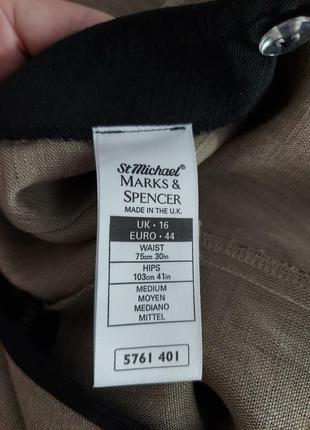 St Michael
MARKS &
SPENCER
MADE IN THE U.K.
UK • 16
EURO • 44
WAIST
75cm 30in
HIPS
103cm 41in
MEDIUM
MOYEN
MEDIANO
MITTEL
5761 401